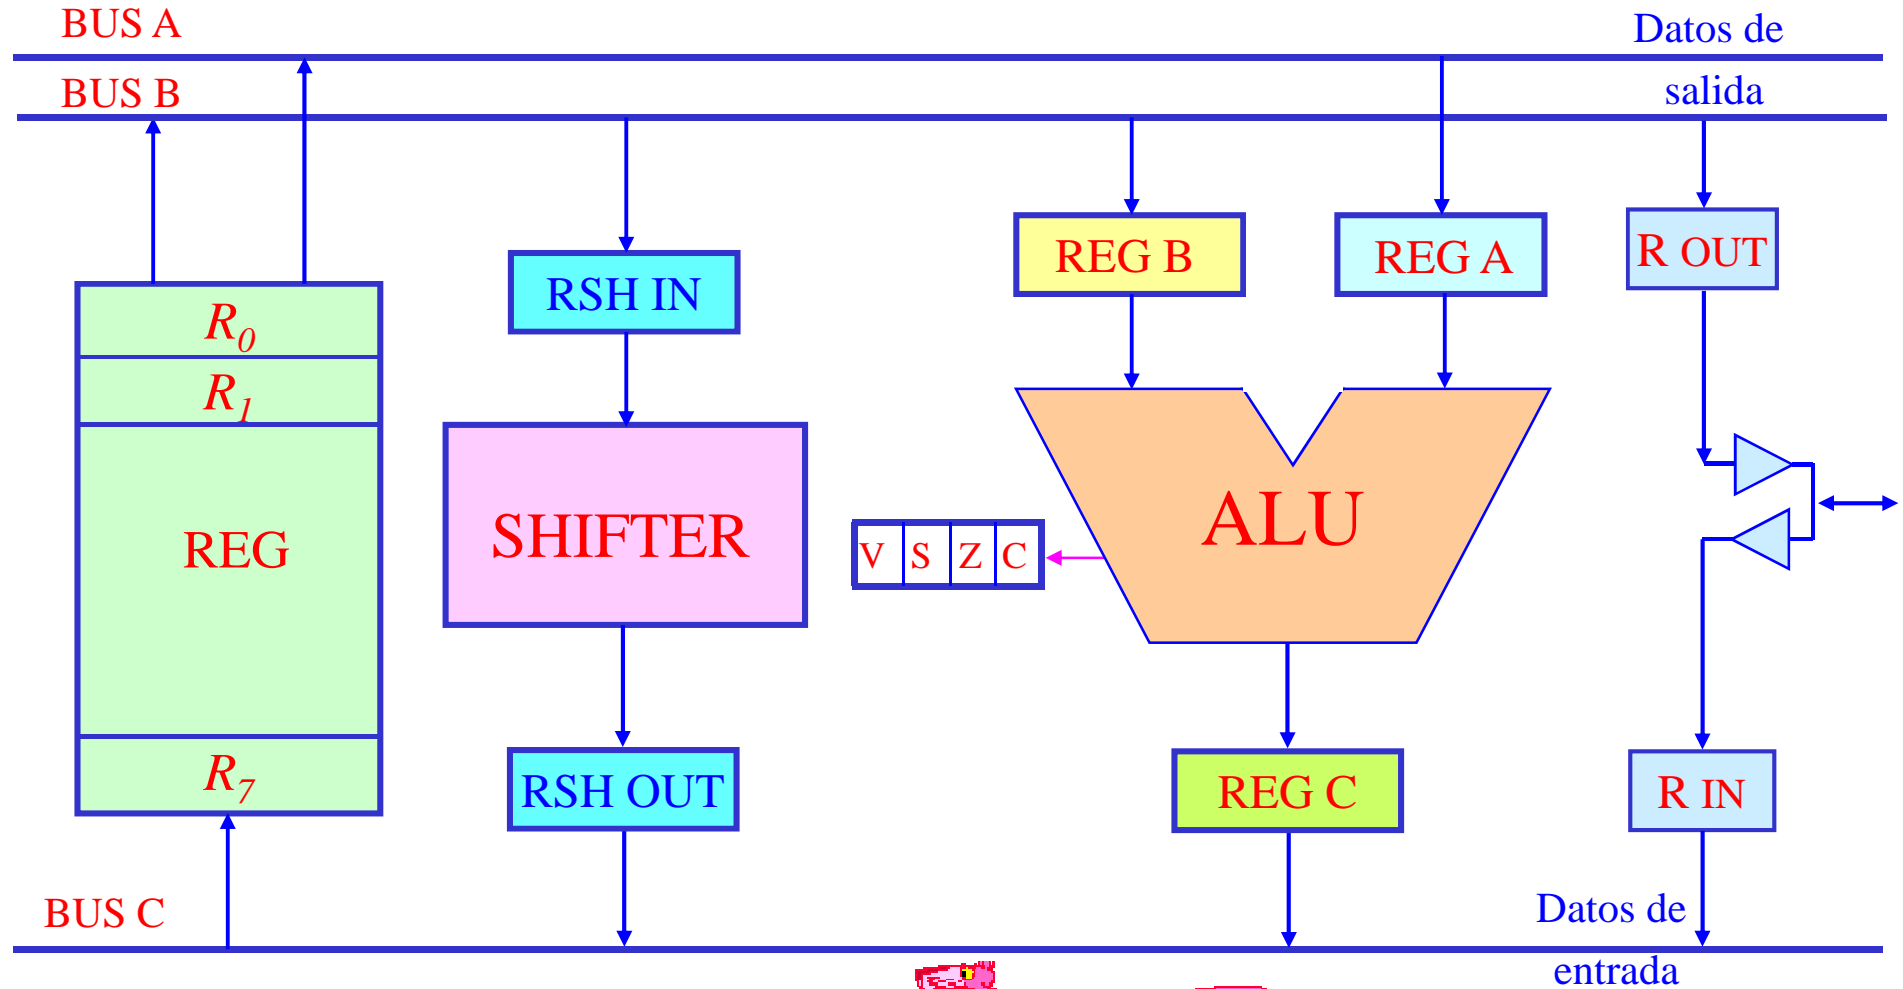 BUS A
Datos de
BUS B
salida
REG B
REG A
R OUT
RSH IN
R0
R1
REG
SHIFTER
ALU
V S Z C
R7
RSH OUT
REG C
R IN
BUS C
Datos de
entrada